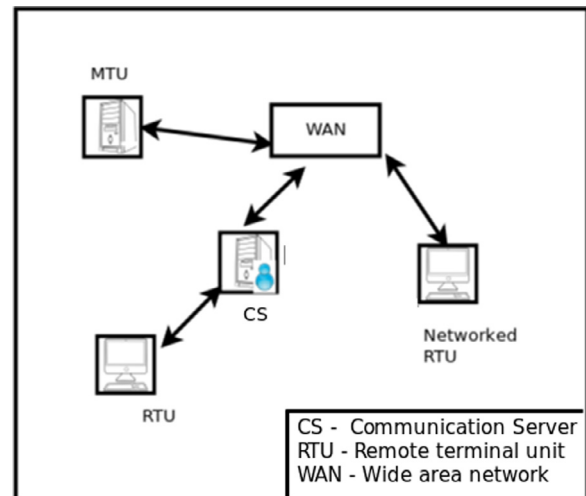 MTU
WAN
CS
Networked
RTU
RTU
CS - Communication Server
RTU - Remote terminal unit
WAN - Wide area network